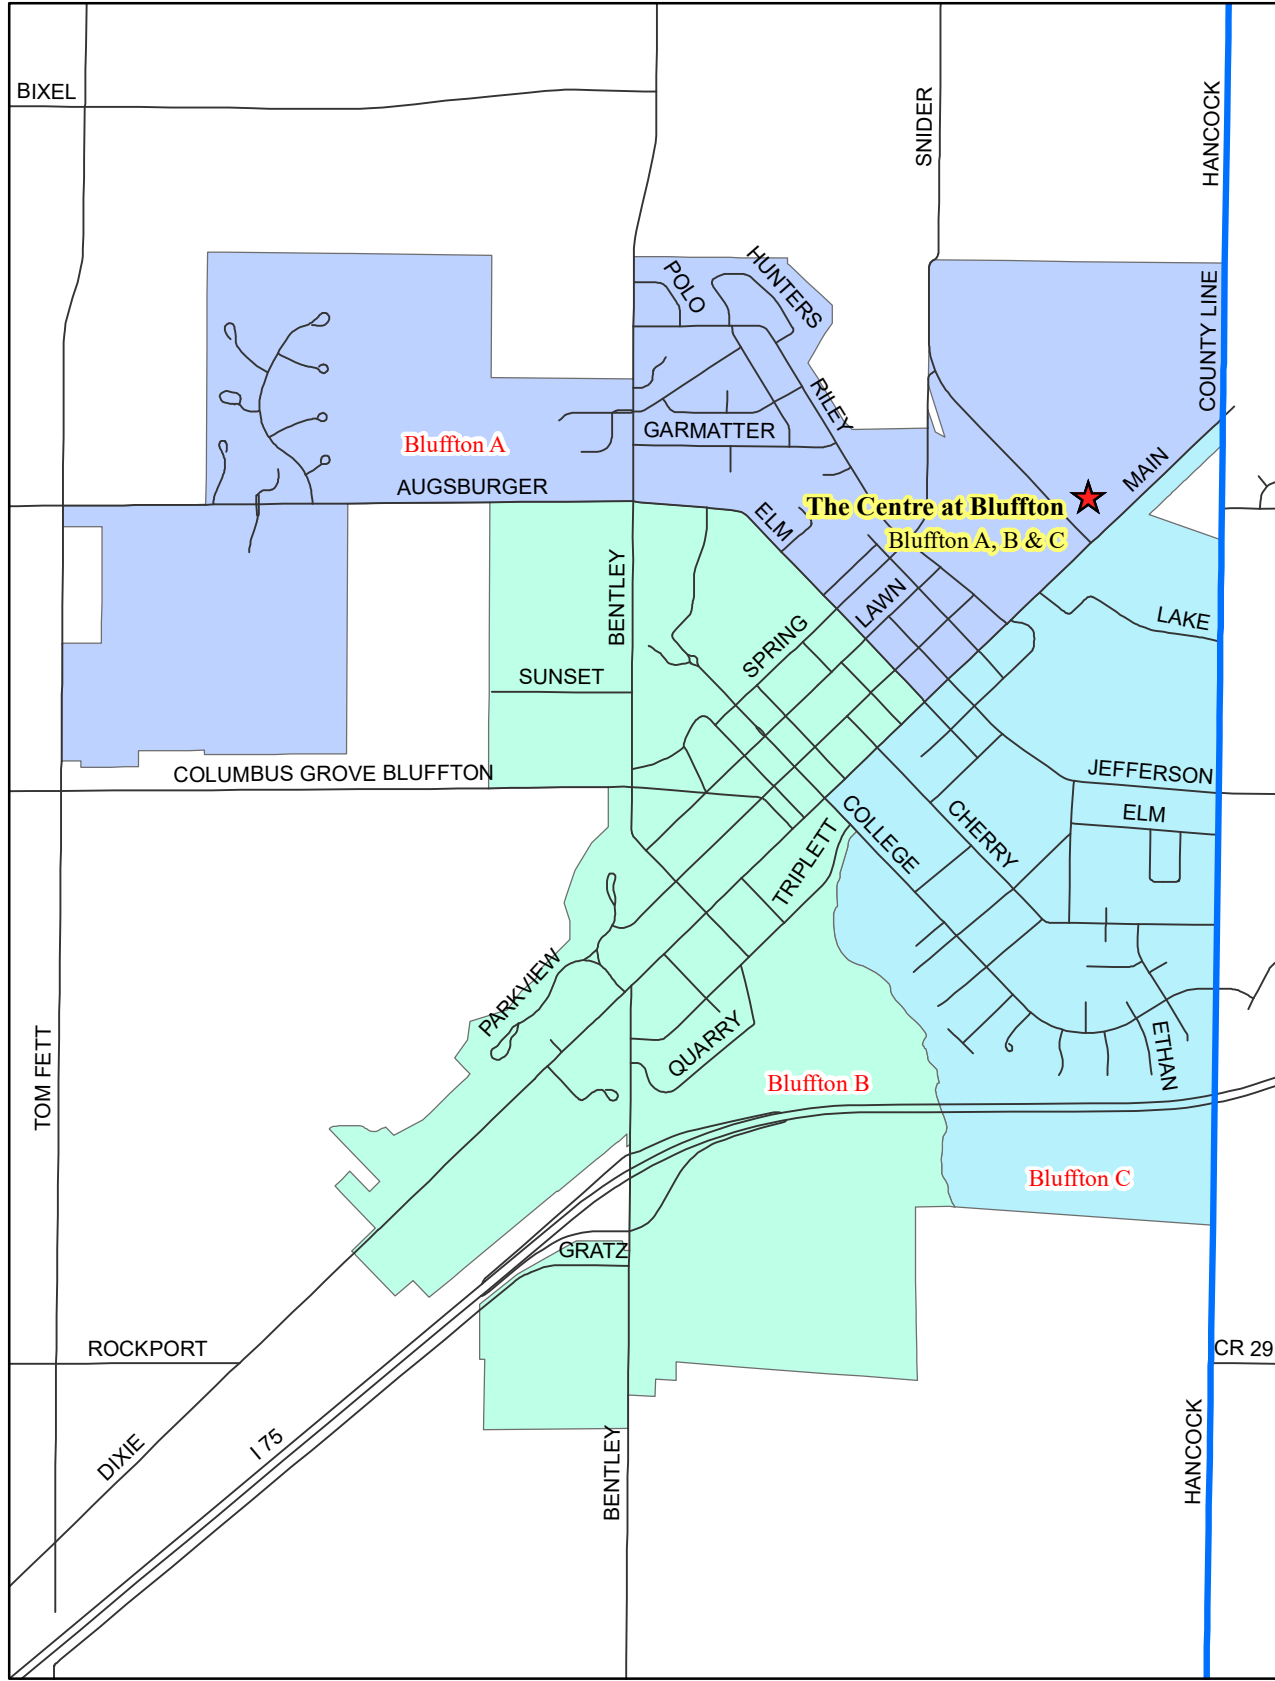 BIXEL
SNIDER
HANCOCK
POLO
HUNTERS
COUNTY LINE
RILEY
GARMATTER
Bluffton A
MAIN
AUGSBURGER
The Centre at Bluffton
ELM
Bluffton A, B & C
BENTLEY
LAWN
LAKE
SPRING
SUNSET
COLUMBUS GROVE BLUFFTON
JEFFERSON
ELM
COLLEGE
CHERRY
TRIPLETT
PARKVIEW
TOM FETT
QUARRY
ETHAN
Bluffton B
Bluffton C
GRATZ
ROCKPORT
CR 29
DIXIE
I 75
BENTLEY
HANCOCK